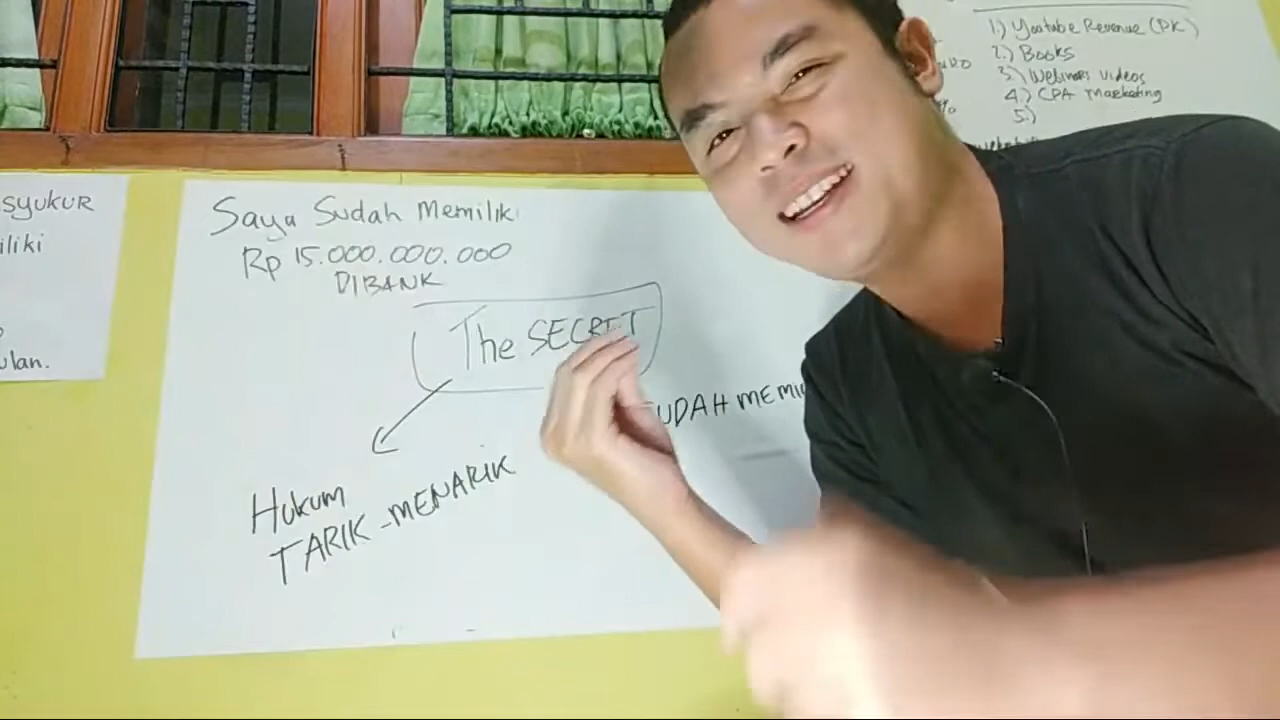 SYUKUR
iliki
ulan.
Saya Sudah Memiliki
Rp 15.000.000.000
DIBANK
The SECRET
UDAH MEMI
Hukum
TARIK-MENARIK
1.) Youtube Revenue (PK)
2.) Books
3.) Webinars videos
4.) CPA Marketing
5.)